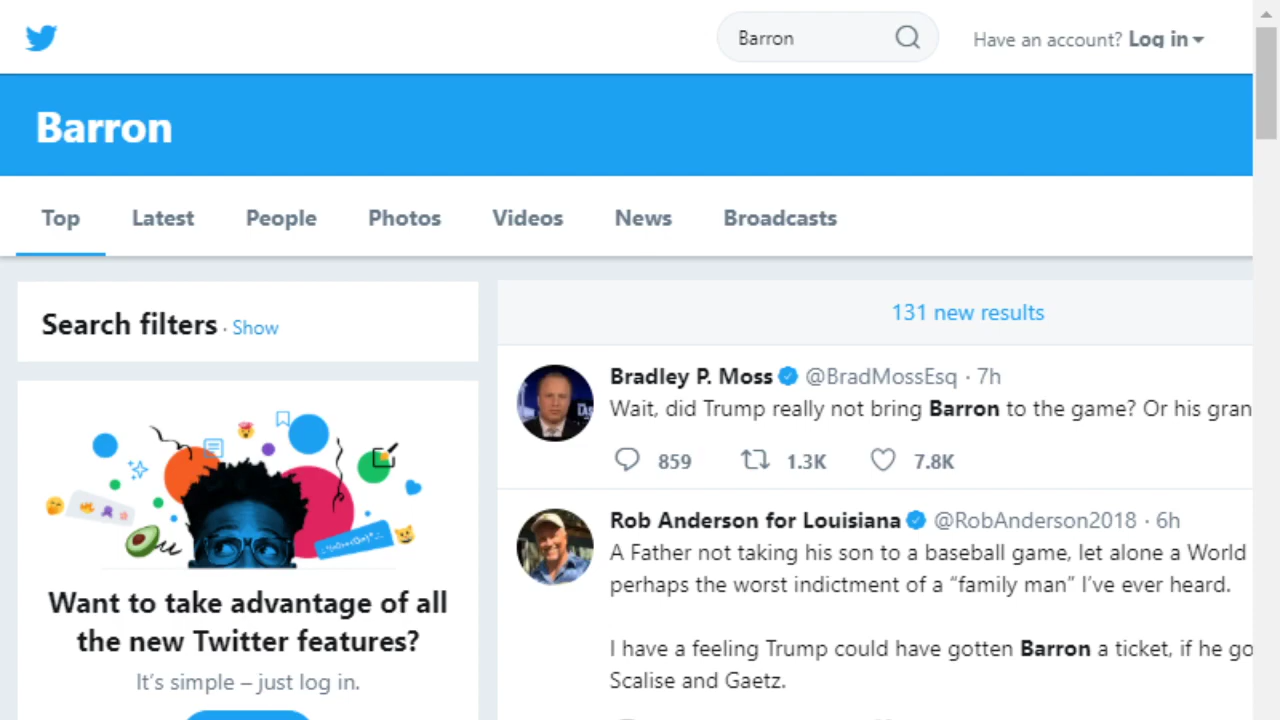 Barron
Have an account? Log in
Barron
Top Latest People Photos Videos News Broadcasts
Search filters · Show
Want to take advantage of all
the new Twitter features?
It's simple – just log in.
131 new results
Bradley P. Moss @BradMossEsq · 7h
Wait, did Trump really not bring Barron to the game? Or his gran
859 1.3K 7.8K
Rob Anderson for Louisiana @RobAnderson2018 · 6h
A Father not taking his son to a baseball game, let alone a World
perhaps the worst indictment of a “family man” I’ve ever heard.
I have a feeling Trump could have gotten Barron a ticket, if he go
Scalise and Gaetz.